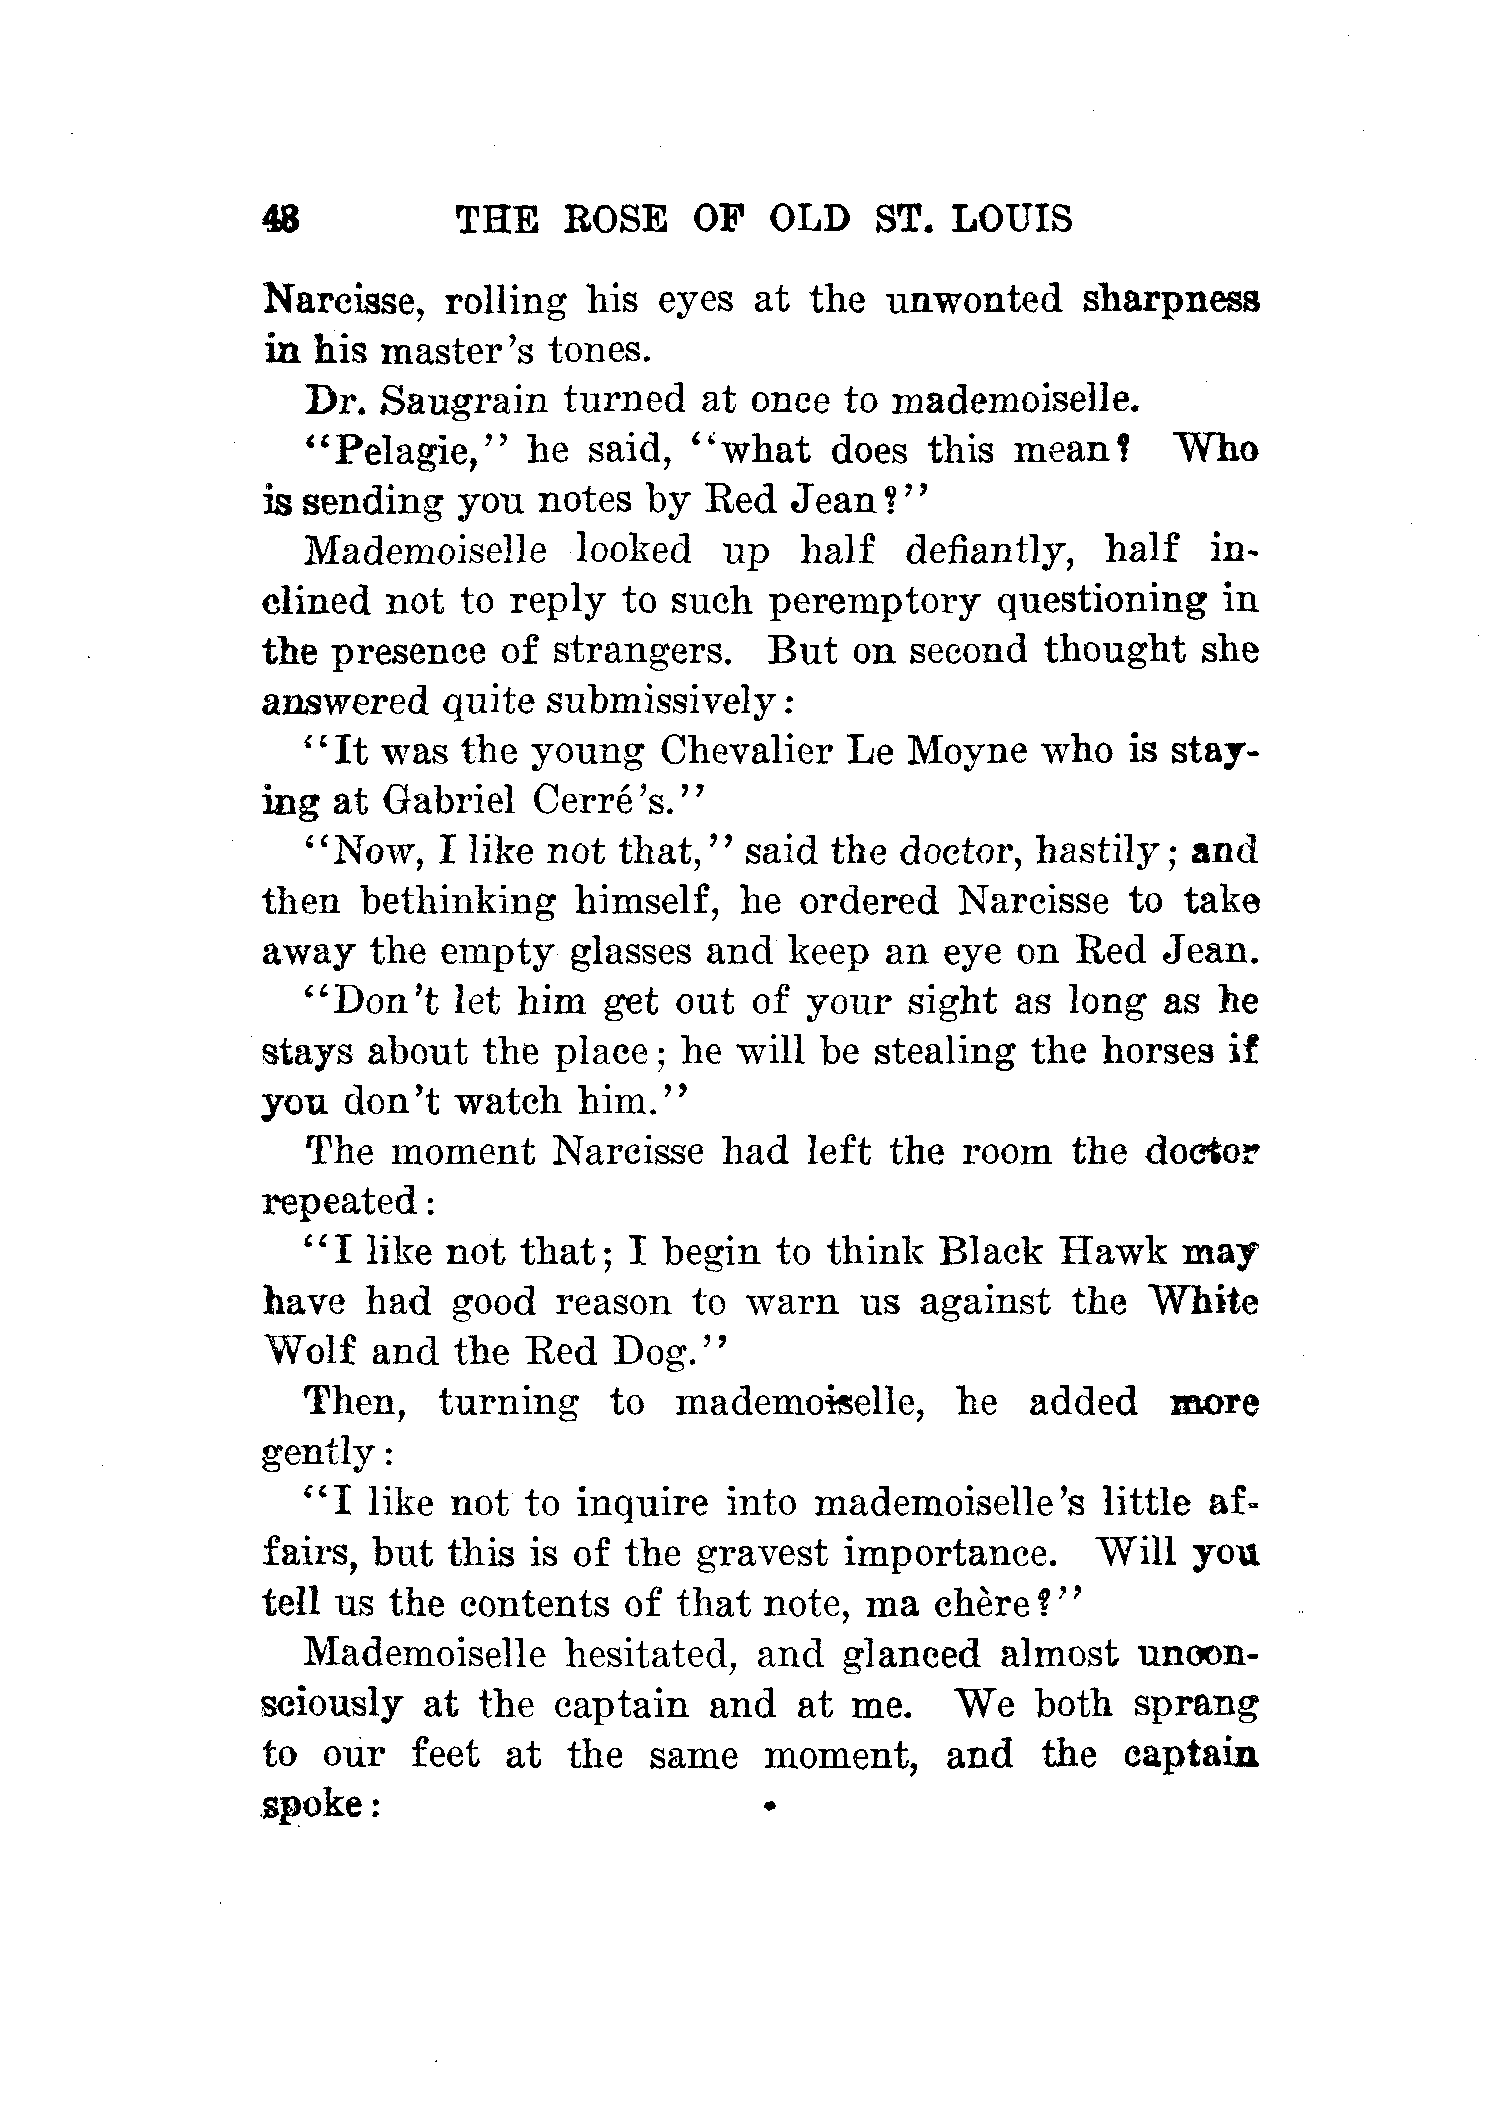 48 THE ROSE OF OLD ST. LOUIS
Narcisse, rolling his eyes at the unwonted sharpness
in his master's tones.
Dr. Saugrain turned at once to mademoiselle.
"Pelagie," he said, "what does this mean? Who
is sending you notes by Red Jean?"
Mademoiselle looked up half defiantly, half in-
clined not to reply to such peremptory questioning in
the presence of strangers. But on second thought she
answered quite submissively:
"It was the young Chevalier Le Moyne who is stay-
ing at Gabriel Cerré's."
"Now, I like not that," said the doctor, hastily; and
then bethinking himself, he ordered Narcisse to take
away the empty glasses and keep an eye on Red Jean.
"Don't let him get out of your sight as long as he
stays about the place; he will be stealing the horses if
you don't watch him."
The moment Narcisse had left the room the doctor
repeated:
"I like not that; I begin to think Black Hawk may
have had good reason to warn us against the White
Wolf and the Red Dog."
Then, turning to mademoiselle, he added more
gently:
"I like not to inquire into mademoiselle's little af-
fairs, but this is of the gravest importance. Will you
tell us the contents of that note, ma chère?"
Mademoiselle hesitated, and glanced almost uncon-
sciously at the captain and at me. We both sprang
to our feet at the same moment, and the captain
spoke: